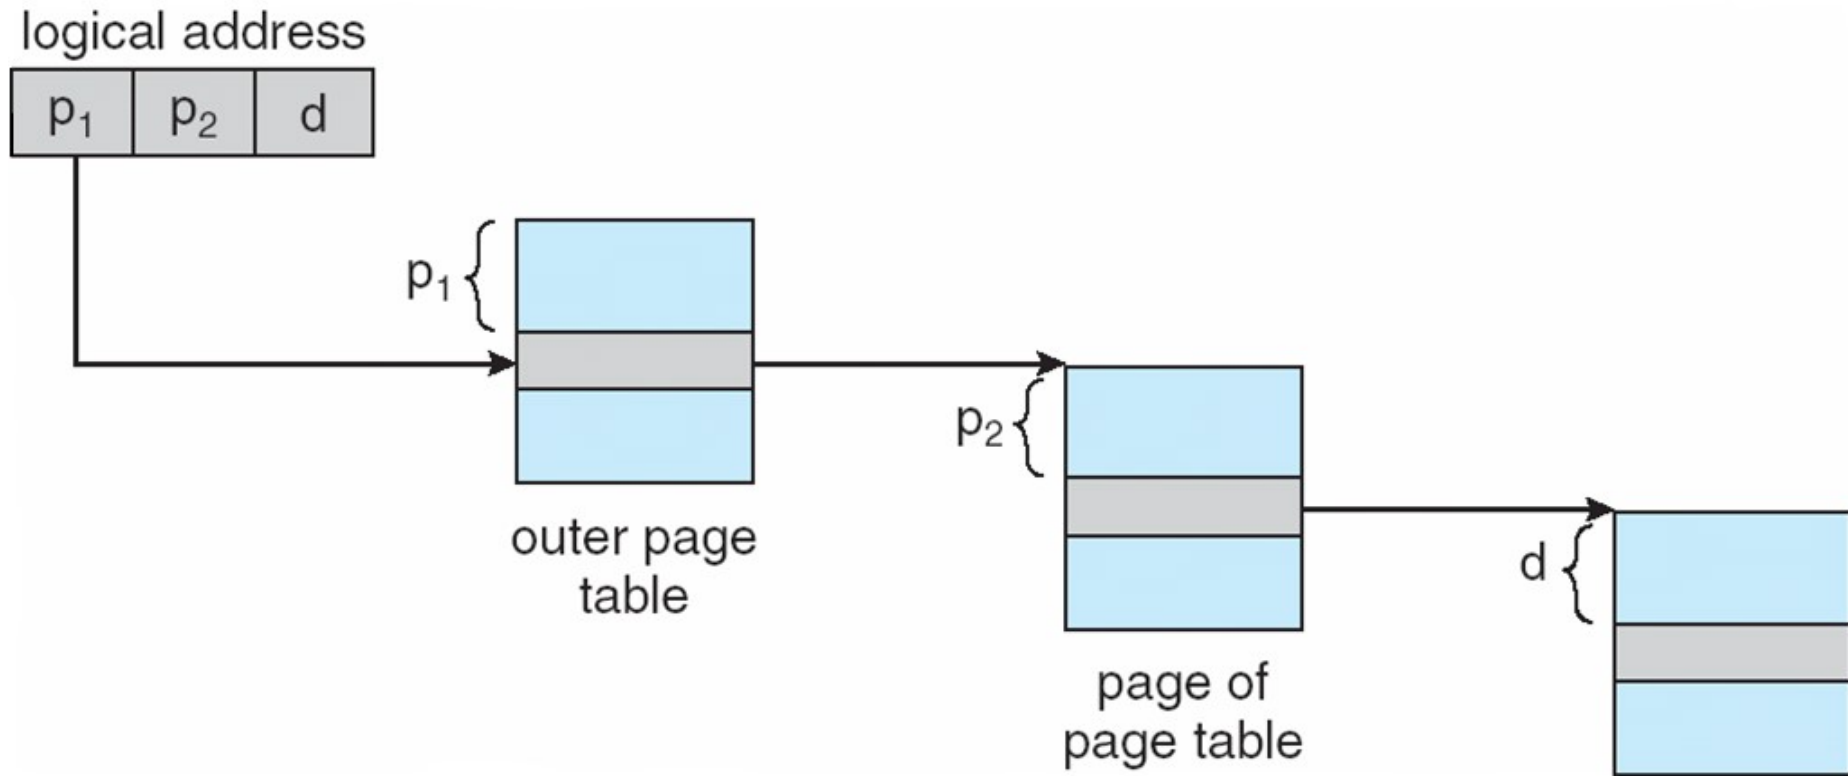 logical address
p₁ p₂ d
p₁
p₂
d
outer page
table
page of
page table